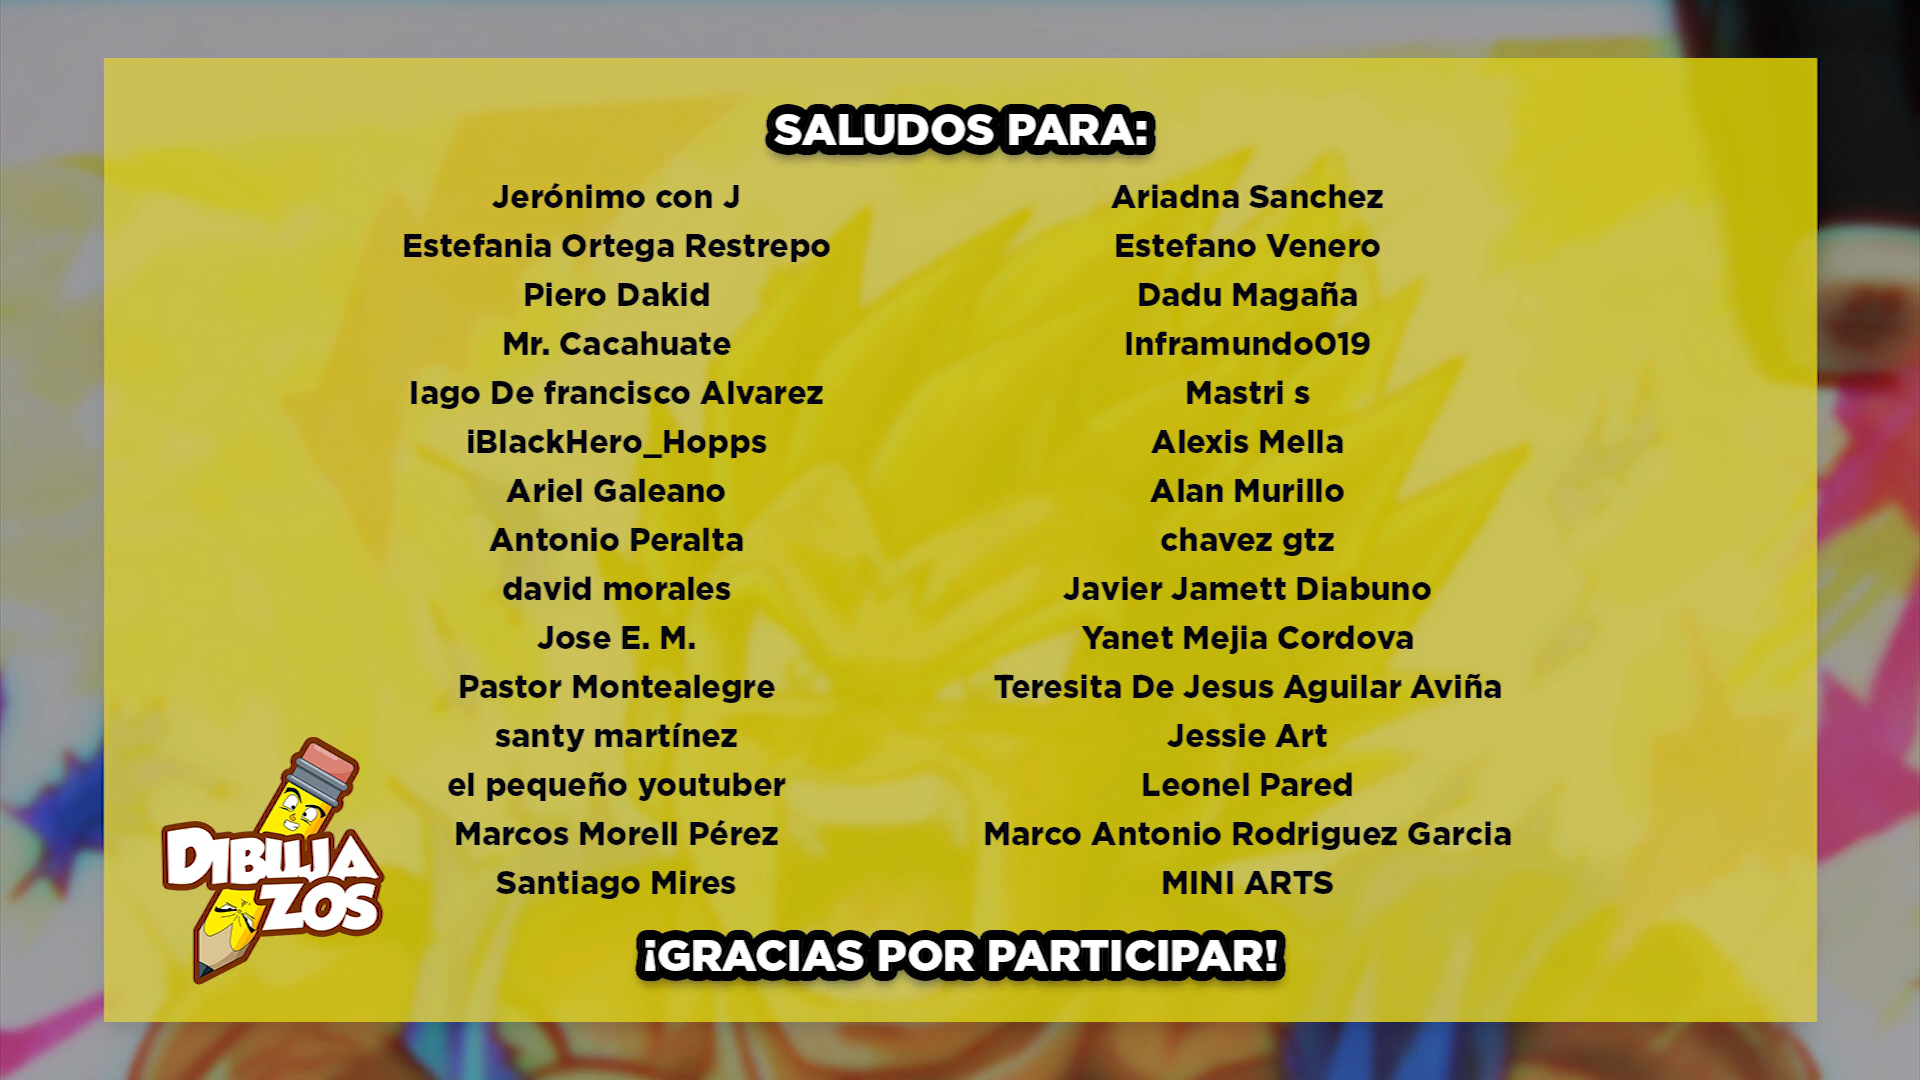 SALUDOS PARA:
Jerónimo con J
Estefania Ortega Restrepo
Piero Dakid
Mr. Cacahuate
Iago De francisco Alvarez
iBlackHero_Hopps
Ariel Galeano
Antonio Peralta
david morales
Jose E. M.
Pastor Montealegre
santy martínez
el pequeño youtuber
Marcos Morell Pérez
Santiago Mires
Ariadna Sanchez
Estefano Venero
Dadu Magaña
Inframundo019
Mastri s
Alexis Mella
Alan Murillo
chavez gtz
Javier Jamett Diabuno
Yanet Mejia Cordova
Teresita De Jesus Aguilar Aviña
Jessie Art
Leonel Pared
Marco Antonio Rodriguez Garcia
MINI ARTS
DIBUJA
ZOS
¡GRACIAS POR PARTICIPAR!